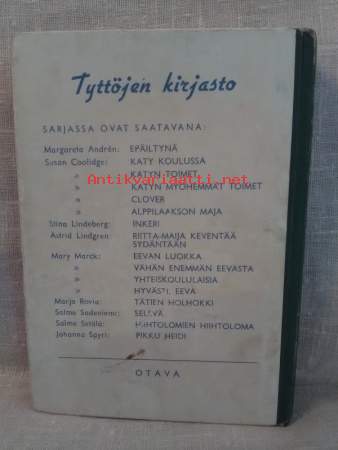 Tyttöjen kirjasto
SARJASSA OVAT SAATAVANA:
Margareta Andrén: EPÄILTYNÄ
Susan Coolidge: KATY KOULUSSA
» KATYN TOIMET
Antikvariaatti.net
» KATYN MYÖHEMMÄT TOIMET
» CLOVER
» ALPPILAAKSON MAJA
Stina Lindeberg: INKERI
Astrid Lindgren: RIITTA-MAIJA KEVENTÄÄ
SYDÄNTÄÄN
Mary Marck: EEVAN LUOKKA
» VÄHÄN ENEMMÄN EEVASTA
» YHTEISKOULULAISIA
» HYVÄSTI, EEVA
Marja Rovio: TÄTIEN HOLHOKKI
Salme Sadeniemi: SELEVÄ
Salme Setälä: HIIHTOLOMIEN HIIHTOLOMA
Johanna Spyri: PIKKU HEIDI
OTAVA